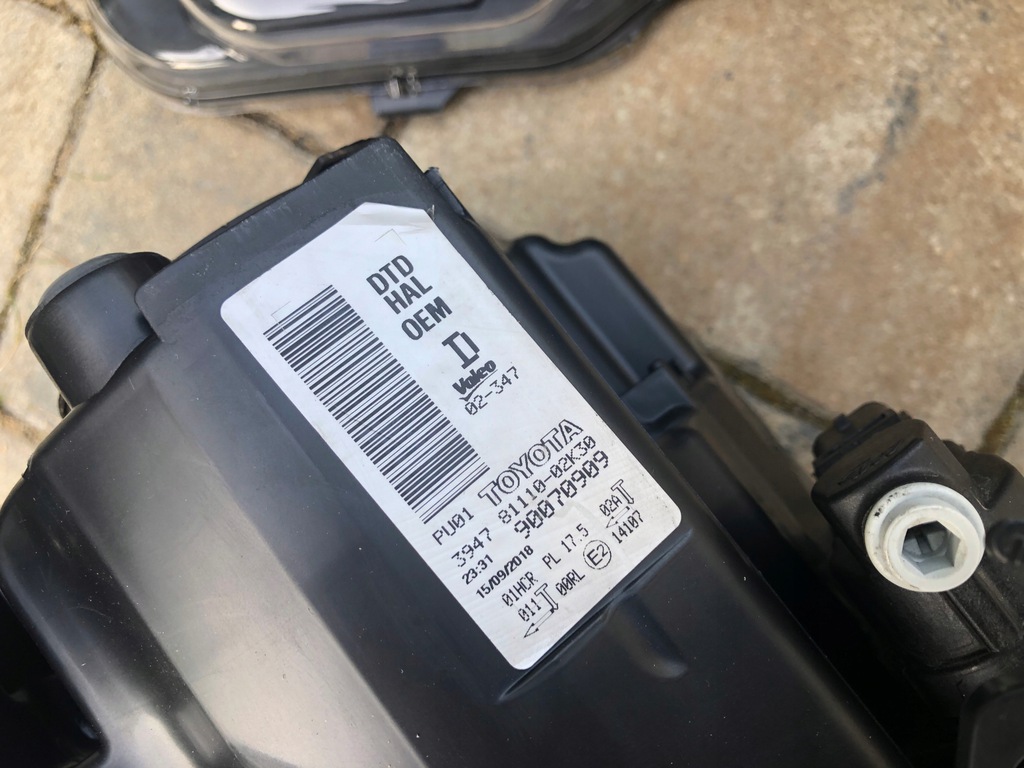 DTD
HAL
OEM
Valeo
02-347
TOYOTA
PU01 81110-02K30
3947 90070909
23:31
15/09/2018
01HCR PL 17.5 02A
011 00RL E2 14107